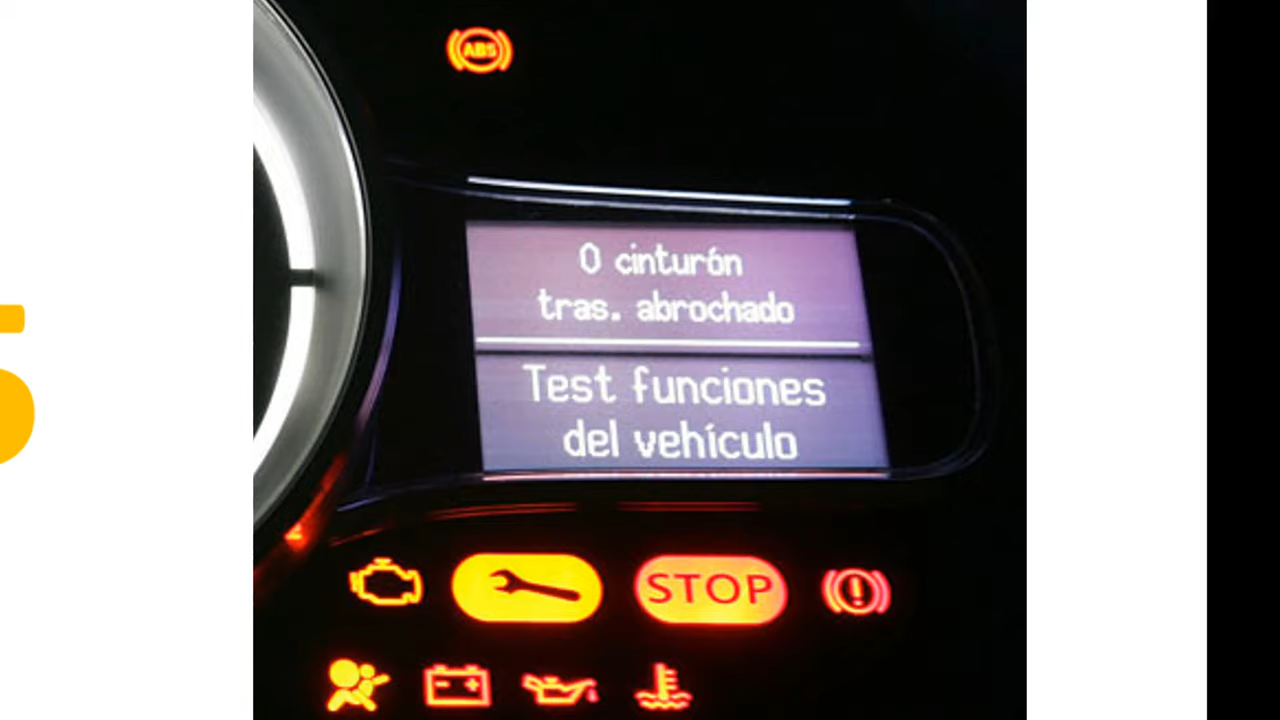 ABS
0 cinturón
tras. abrochado
Test funciones
del vehículo
STOP